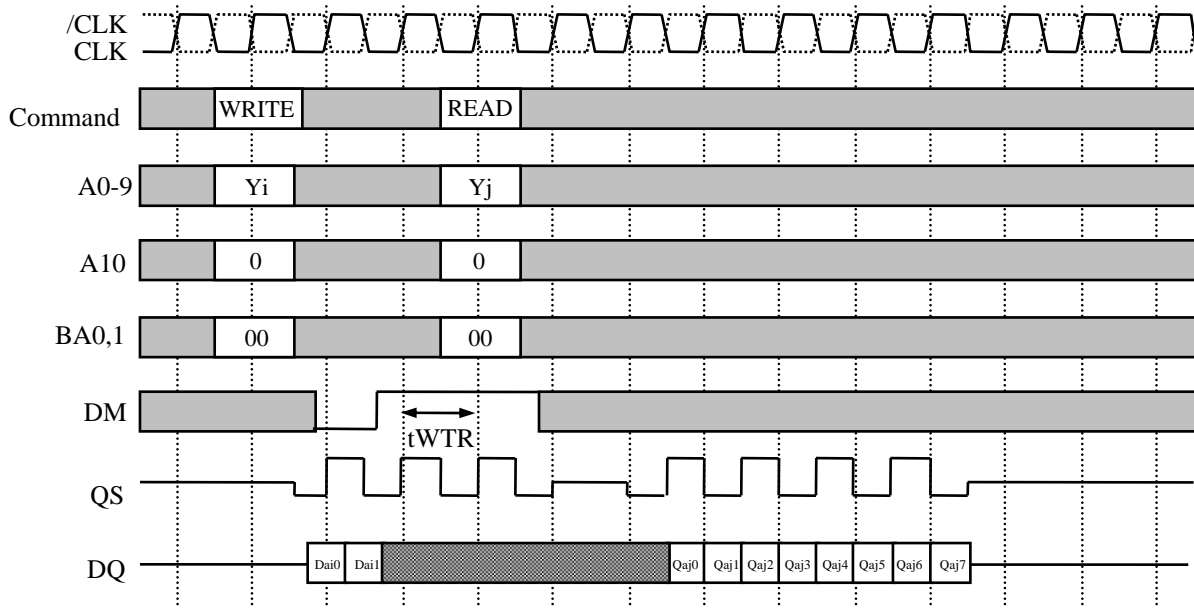 /CLK
CLK
Command WRITE READ
A0-9 Yi Yj
A10 0 0
BA0,1 00 00
DM
tWTR
QS
DQ Dai0 Dai1 Qaj0 Qaj1 Qaj2 Qaj3 Qaj4 Qaj5 Qaj6 Qaj7